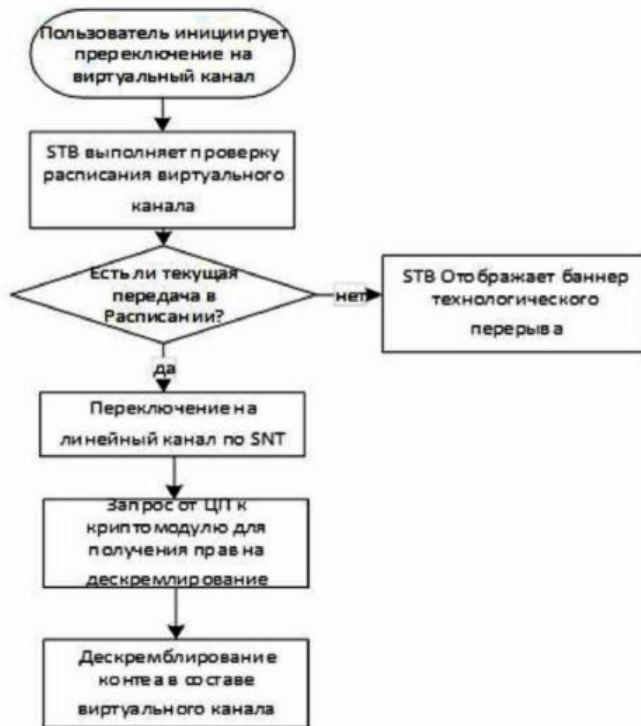 Пользователь инициирует
пререключение на
виртуальный канал
STB выполняет проверку
расписания виртуального
канала
Есть ли текущая
передача в
Расписании?
нет
STB Отображает баннер
технологического
перерыва
да
Переключение на
линейный канал по SNT
Запрос от ЦП к
криптомодулю для
получения прав на
дескремлирование
Дескремблирование
контеа в составе
виртуального канала